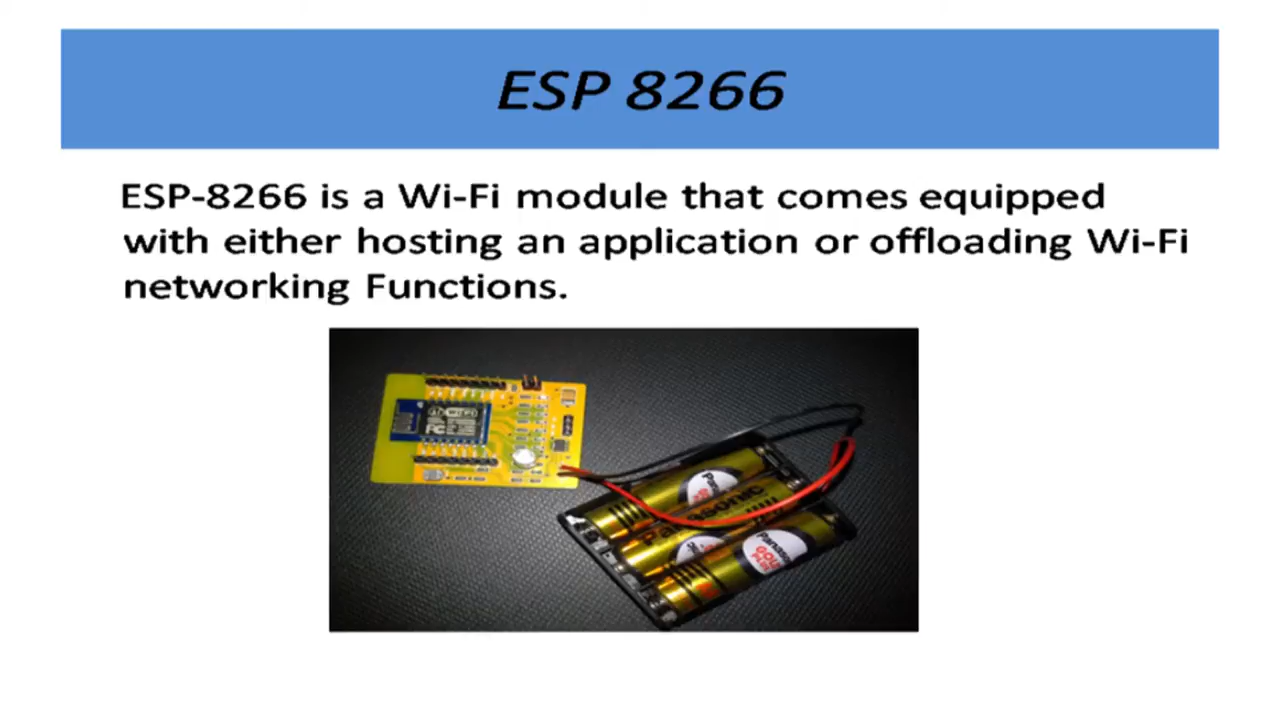 ESP 8266
ESP-8266 is a Wi-Fi module that comes equipped
with either hosting an application or offloading Wi-Fi
networking Functions.
Panasonic